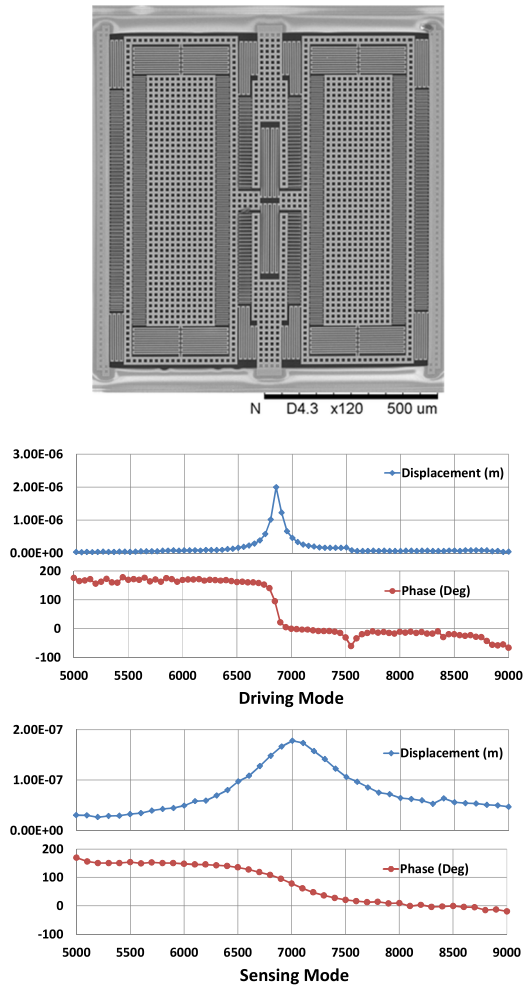 N D4.3 x120 500 um
3.00E-06
2.00E-06
1.00E-06
0.00E+00
Displacement (m)
200
100
0
-100
Phase (Deg)
5000 5500 6000 6500 7000 7500 8000 8500 9000
Driving Mode
2.00E-07
1.00E-07
0.00E+00
Displacement (m)
200
100
0
-100
Phase (Deg)
5000 5500 6000 6500 7000 7500 8000 8500 9000
Sensing Mode